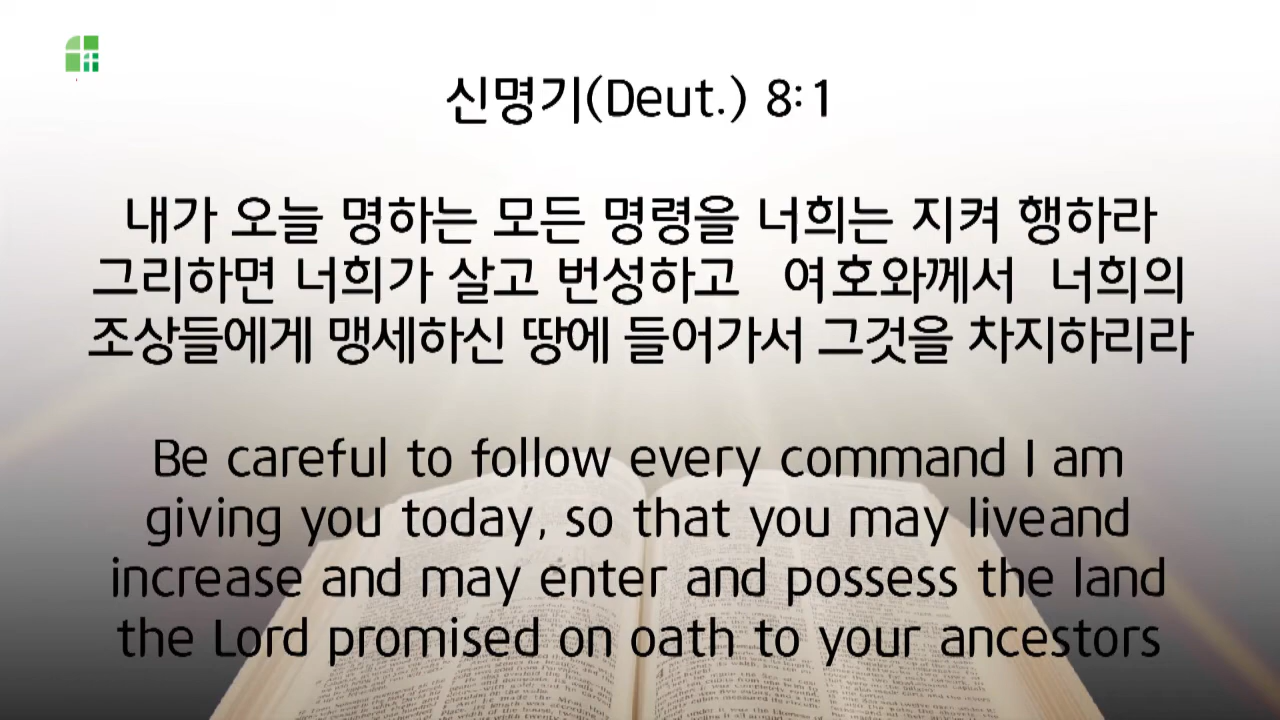 신명기(Deut.) 8:1
내가 오늘 명하는 모든 명령을 너희는 지켜 행하라
그리하면 너희가 살고 번성하고 여호와께서 너희의
조상들에게 맹세하신 땅에 들어가서 그것을 차지하리라
Be careful to follow every command I am
giving you today, so that you may liveand
increase and may enter and possess the land
the Lord promised on oath to your ancestors